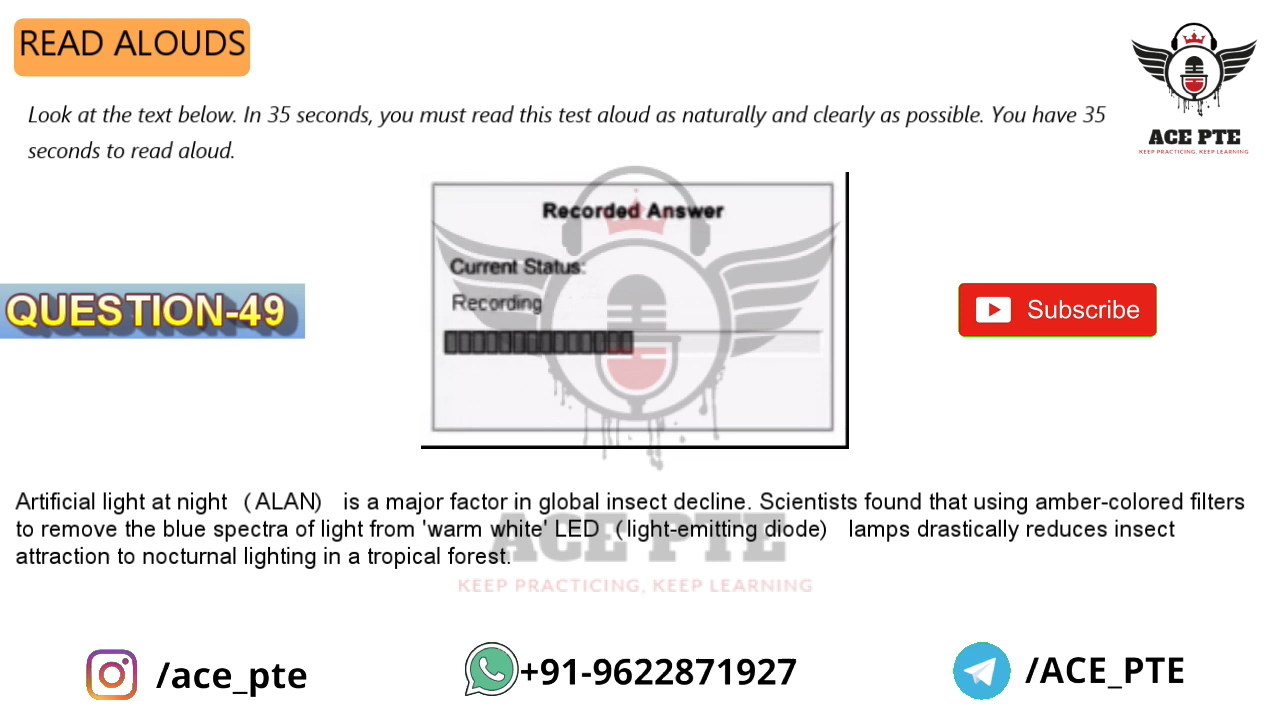 READ ALOUDS
Look at the text below. In 35 seconds, you must read this test aloud as naturally and clearly as possible. You have 35
seconds to read aloud.
ACE PTE
KEEP PRACTICING, KEEP LEARNING
Recorded Answer
Current Status:
Recording
QUESTION-49
Subscribe
Artificial light at night (ALAN) is a major factor in global insect decline. Scientists found that using amber-colored filters
to remove the blue spectra of light from 'warm white' LED (light-emitting diode) lamps drastically reduces insect
attraction to nocturnal lighting in a tropical forest.
ACE PTE
KEEP PRACTICING, KEEP LEARNING
/ace_pte
+91-9622871927
/ACE_PTE